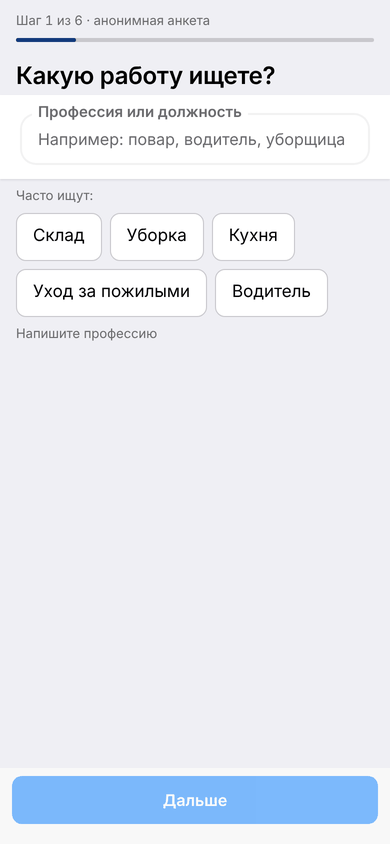 Шаг 1 из 6 · анонимная анкета
Какую работу ищете?
Профессия или должность
Например: повар, водитель, уборщица
Часто ищут:
Склад Уборка Кухня
Уход за пожилыми Водитель
Напишите профессию
Дальше